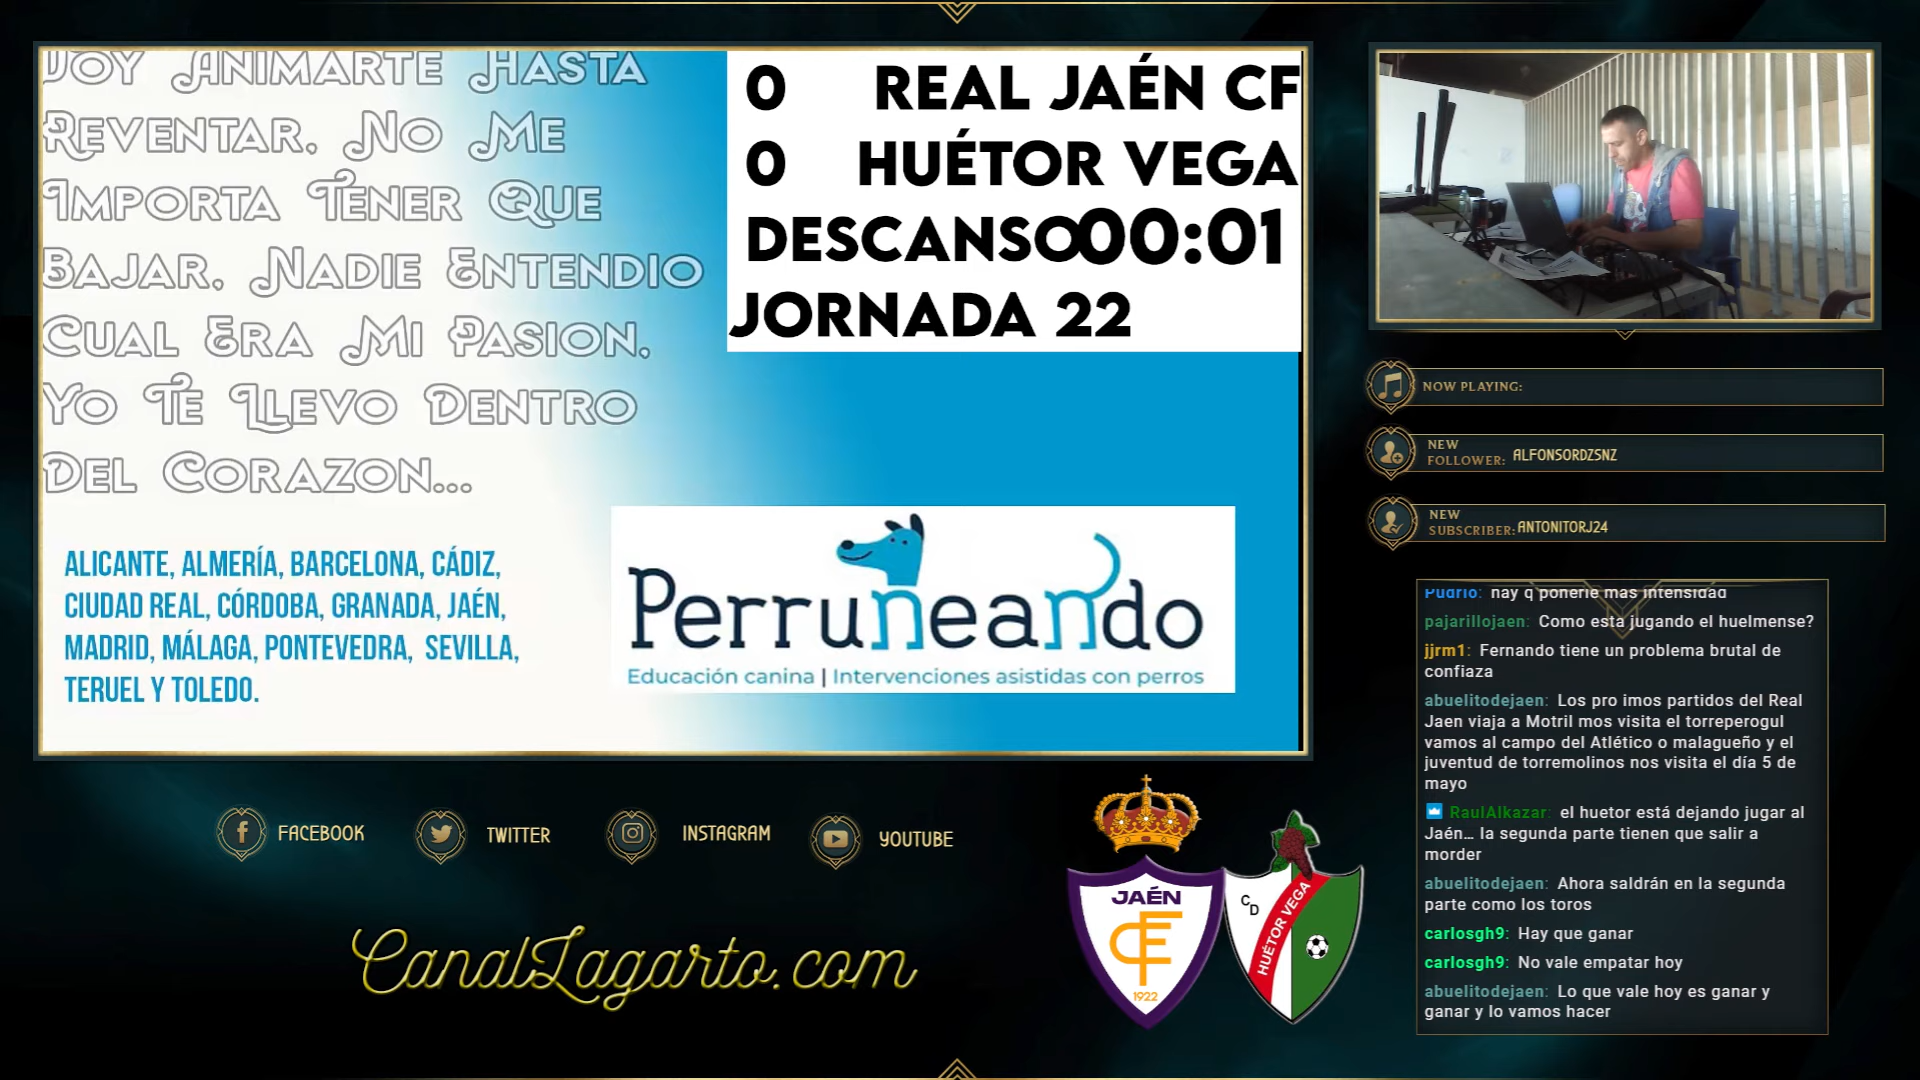 VOY ANIMARTE HASTA
REVENTAR. NO ME
IMPORTA TENER QUE
BAJAR. NADIE ENTENDIO
CUAL ERA MI PASION.
YO TE LLEVO DENTRO
DEL CORAZON...
ALICANTE, ALMERÍA, BARCELONA, CÁDIZ,
CIUDAD REAL, CÓRDOBA, GRANADA, JAÉN,
MADRID, MÁLAGA, PONTEVEDRA, SEVILLA,
TERUEL Y TOLEDO.
0 REAL JAÉN CF
0 HUÉTOR VEGA
DESCANSO 00:01
JORNADA 22
Perruneando
Educación canina | Intervenciones asistidas con perros
NOW PLAYING:
NEW
FOLLOWER: ALFONSORDZSNZ
NEW
SUBSCRIBER: ANTONITORJ24
Pudrio: hay q ponerle mas intensidad
pajarillojaen: Como esta jugando el huelmense?
jjrm1: Fernando tiene un problema brutal de
confiaza
abuelitodejaen: Los pro imos partidos del Real
Jaen viaja a Motril mos visita el torreperogul
vamos al campo del Atlético o malagueño y el
juventud de torremolinos nos visita el día 5 de
mayo
RaulAlkazar: el huetor está dejando jugar al
Jaén… la segunda parte tienen que salir a
morder
abuelitodejaen: Ahora saldrán en la segunda
parte como los toros
carlosgh9: Hay que ganar
carlosgh9: No vale empatar hoy
abuelitodejaen: Lo que vale hoy es ganar y
ganar y lo vamos hacer
FACEBOOK
TWITTER
INSTAGRAM
YOUTUBE
CanalLagarto.com
JAÉN
CF
1922
CD
HUÉTOR VEGA